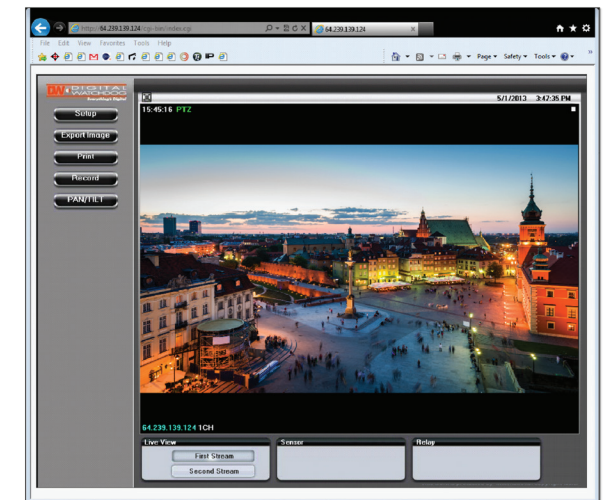 http://64.239.139.124/cgi-bin/index.cgi
64.239.139.124
File Edit View Favorites Tools Help
Page Safety Tools
DW DIGITAL WATCHDOG
Everything's Digital
5/1/2013 3:47:35 PM
Setup
Export Image
Print
Record
PAN/TILT
15:45:16 PTZ
64.239.139.124 1CH
Live View
First Stream
Second Stream
Sensor
Relay